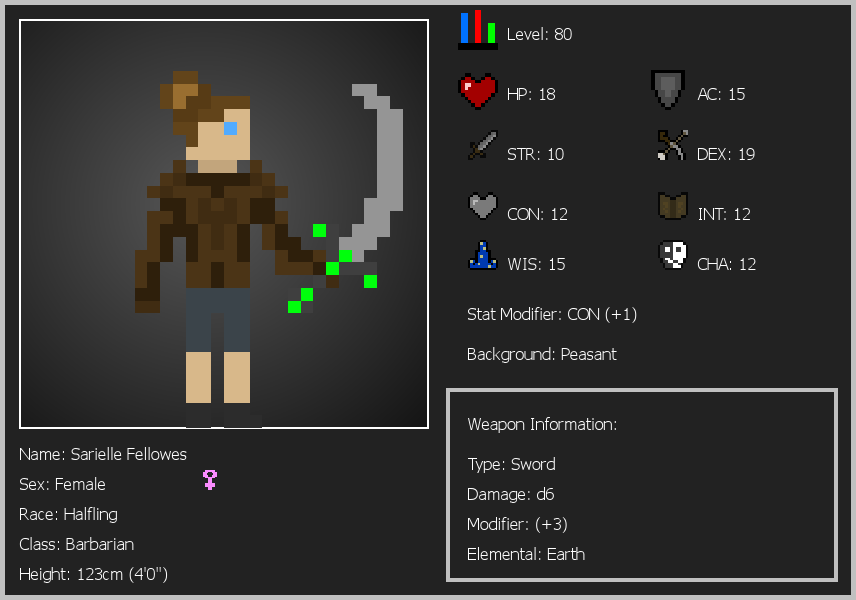 Level: 80
HP: 18
AC: 15
STR: 10
DEX: 19
CON: 12
INT: 12
WIS: 15
CHA: 12
Stat Modifier: CON (+1)
Background: Peasant
Weapon Information:
Type: Sword
Damage: d6
Modifier: (+3)
Elemental: Earth
Name: Sarielle Fellowes
Sex: Female
Race: Halfling
Class: Barbarian
Height: 123cm (4'0")